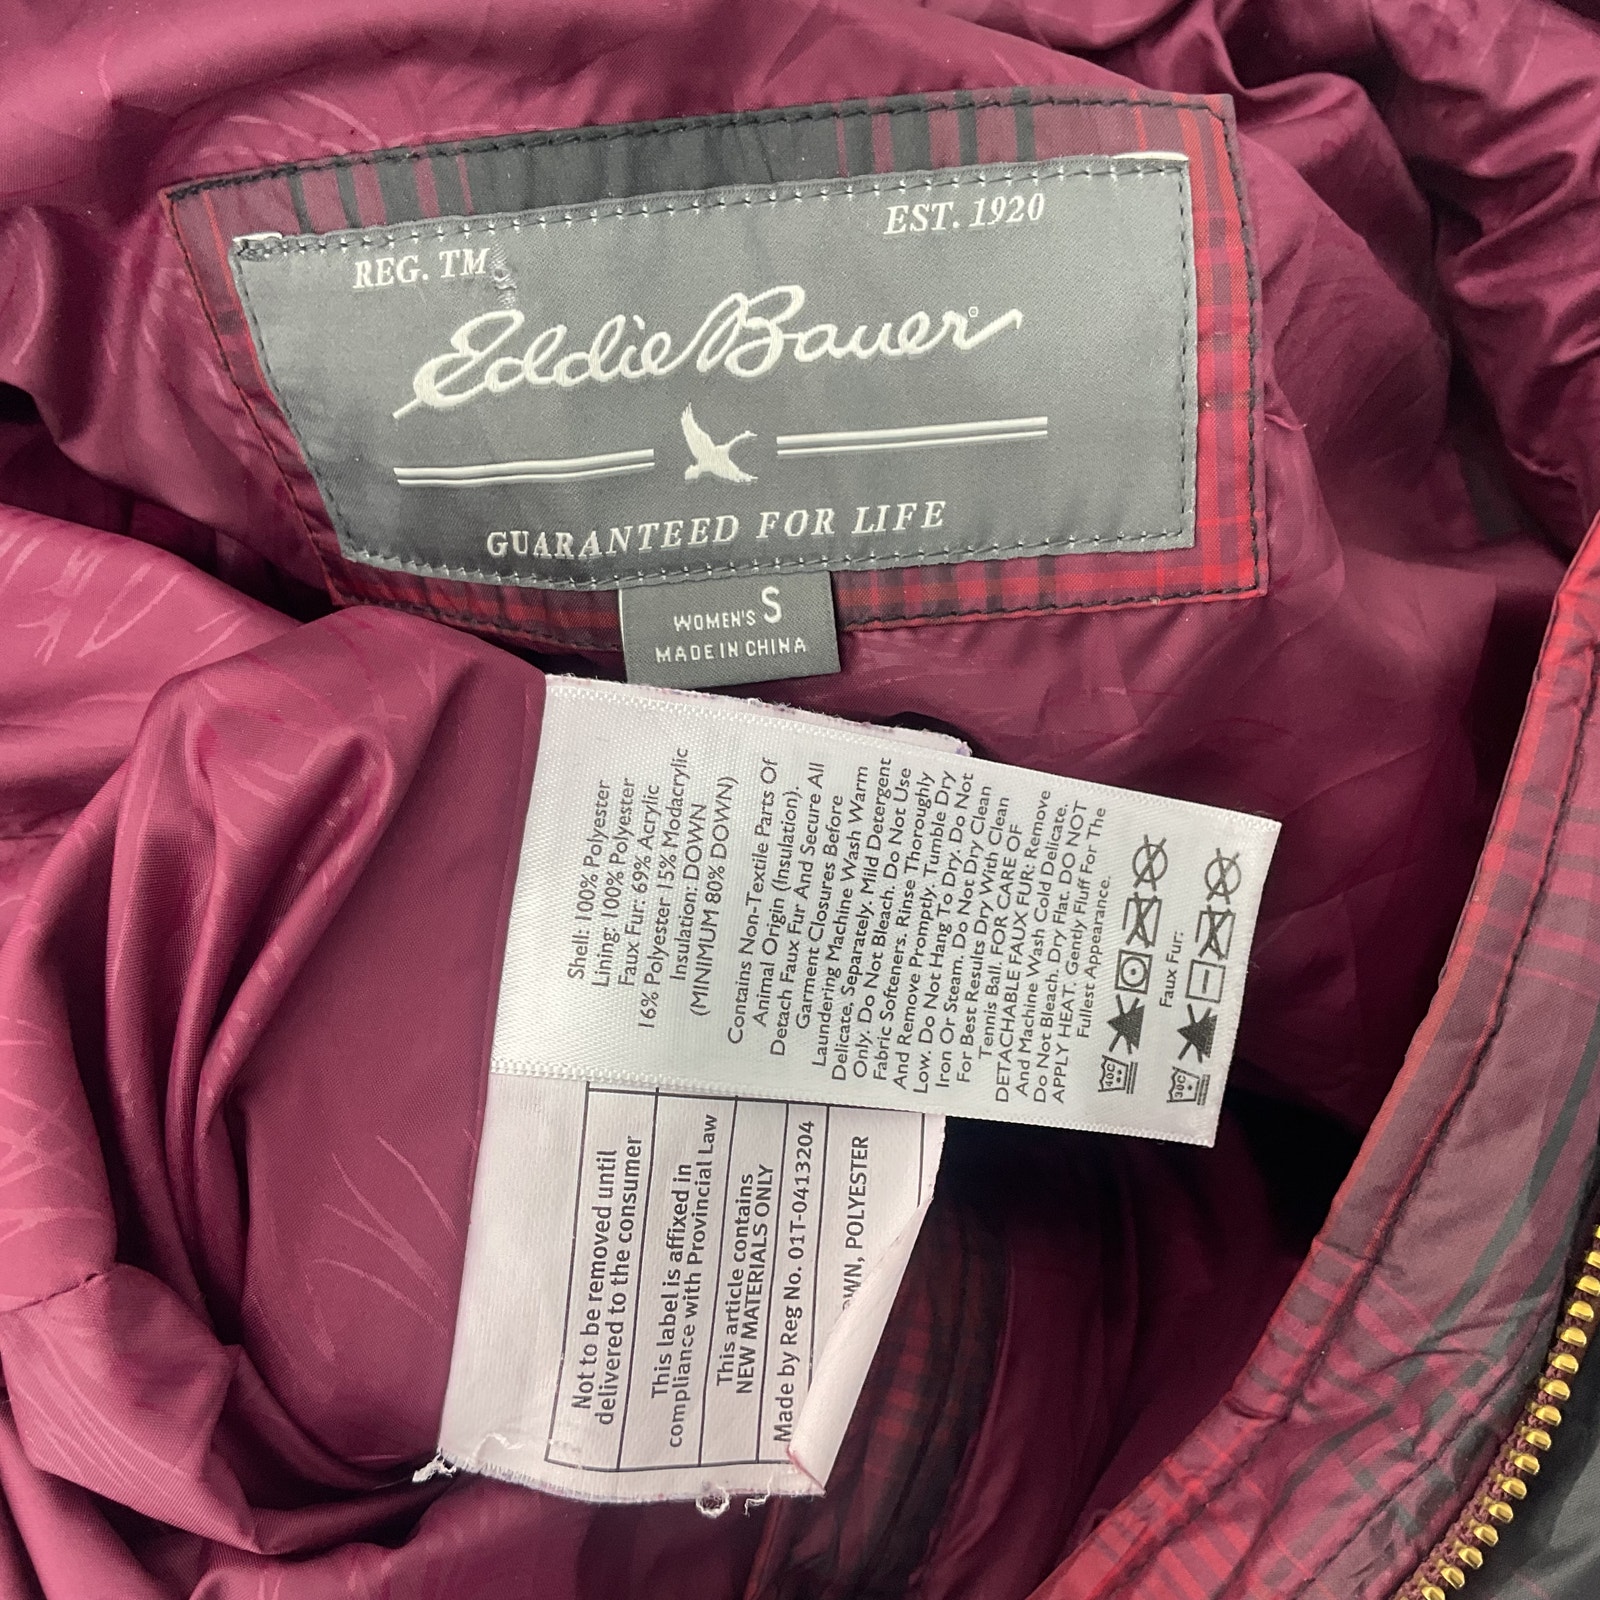 REG. TM
EST. 1920
Eddie Bauer®
GUARANTEED FOR LIFE
WOMEN'S S
MADE IN CHINA
Shell: 100% Polyester
Lining: 100% Polyester
Faux Fur: 69% Acrylic
16% Polyester 15% Modacrylic
Insulation: DOWN
(MINIMUM 80% DOWN)
Contains Non-Textile Parts Of
Animal Origin (Insulation).
Detach Faux Fur And Secure All
Garment Closures Before
Laundering Machine Wash Warm
Delicate, Separately. Mild Detergent
Only. Do Not Bleach. Do Not Use
Fabric Softeners. Rinse Thoroughly
And Remove Promptly. Tumble Dry
Low. Do Not Hang To Dry. Do Not
Iron Or Steam. Do Not Dry Clean
For Best Results Dry With Clean
Tennis Ball. FOR CARE OF
DETACHABLE FAUX FUR: Remove
And Machine Wash Cold Delicate.
Do Not Bleach. Dry Flat. DO NOT
APPLY HEAT. Gently Fluff For The
Fullest Appearance.
40C
Faux Fur:
30C
Not to be removed until
delivered to the consumer
This label is affixed in
compliance with Provincial Law
This article contains
NEW MATERIALS ONLY
Made by Reg No. 01T-0413204
POLYESTER